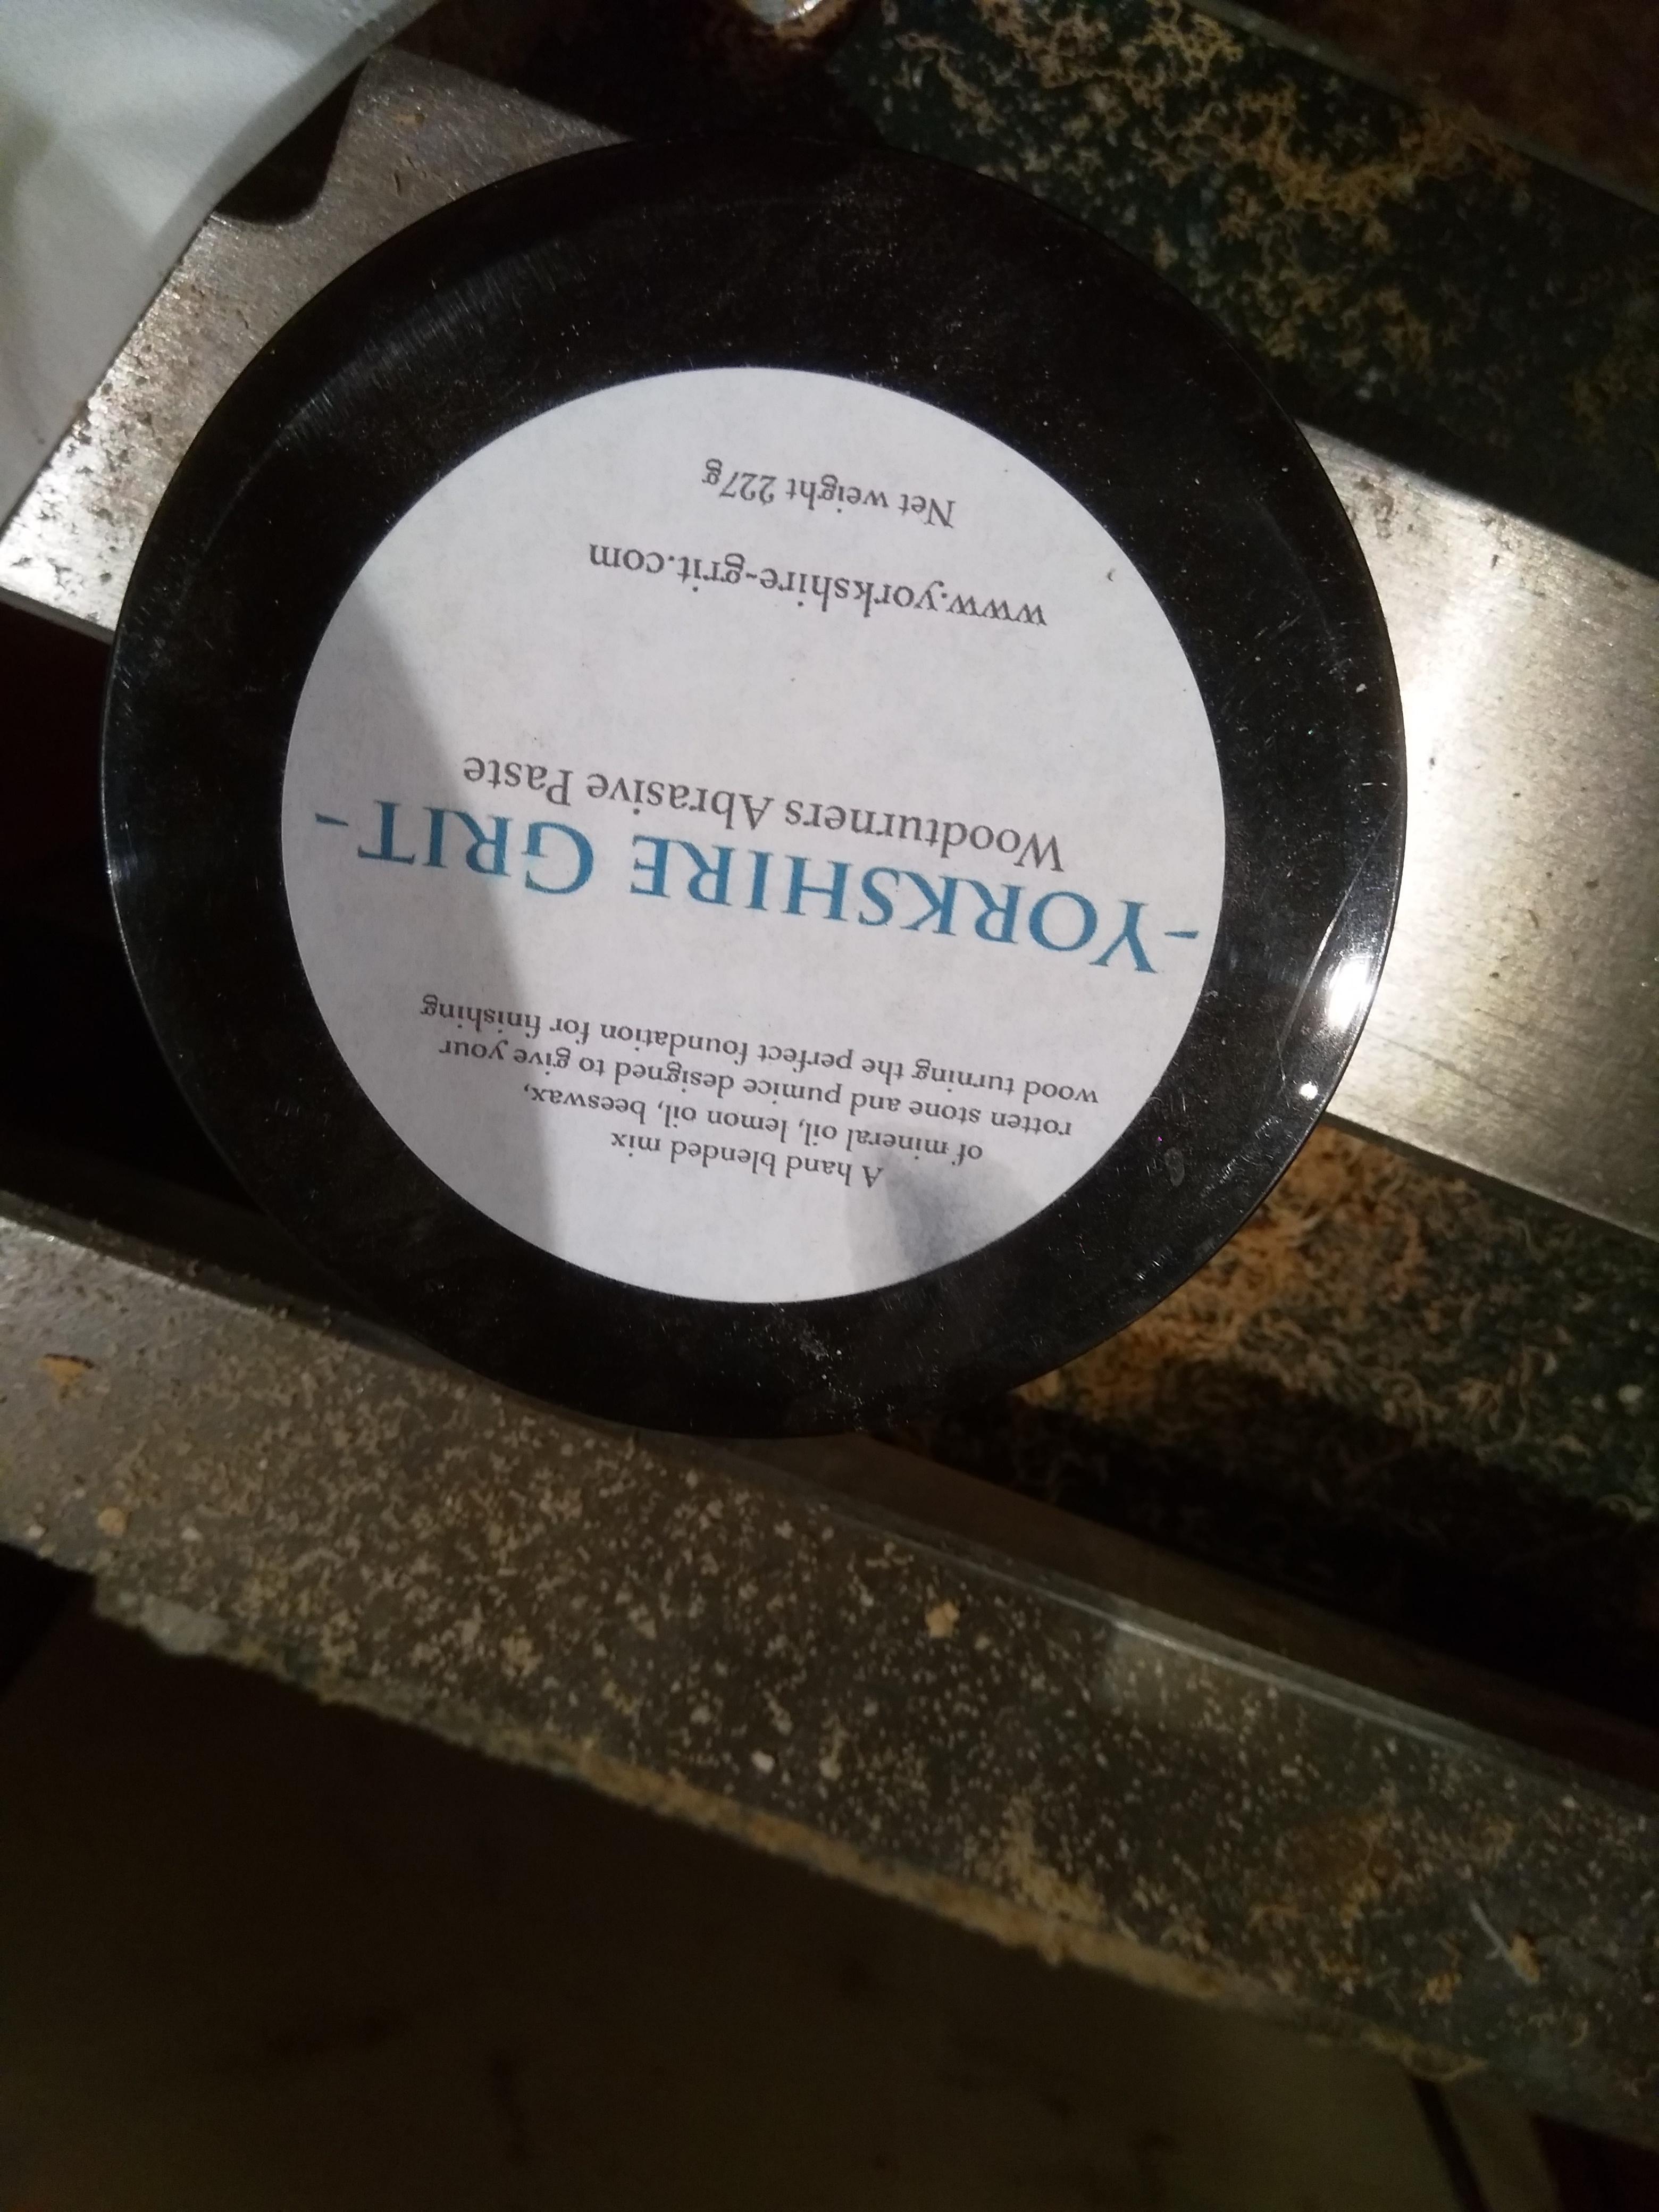 A hand blended mix
of mineral oil, lemon oil, beeswax,
rotten stone and pumice designed to give your
wood turning the perfect foundation for finishing
-YORKSHIRE GRIT-
Woodturners Abrasive Paste
www.yorkshire-grit.com
Net weight 227g